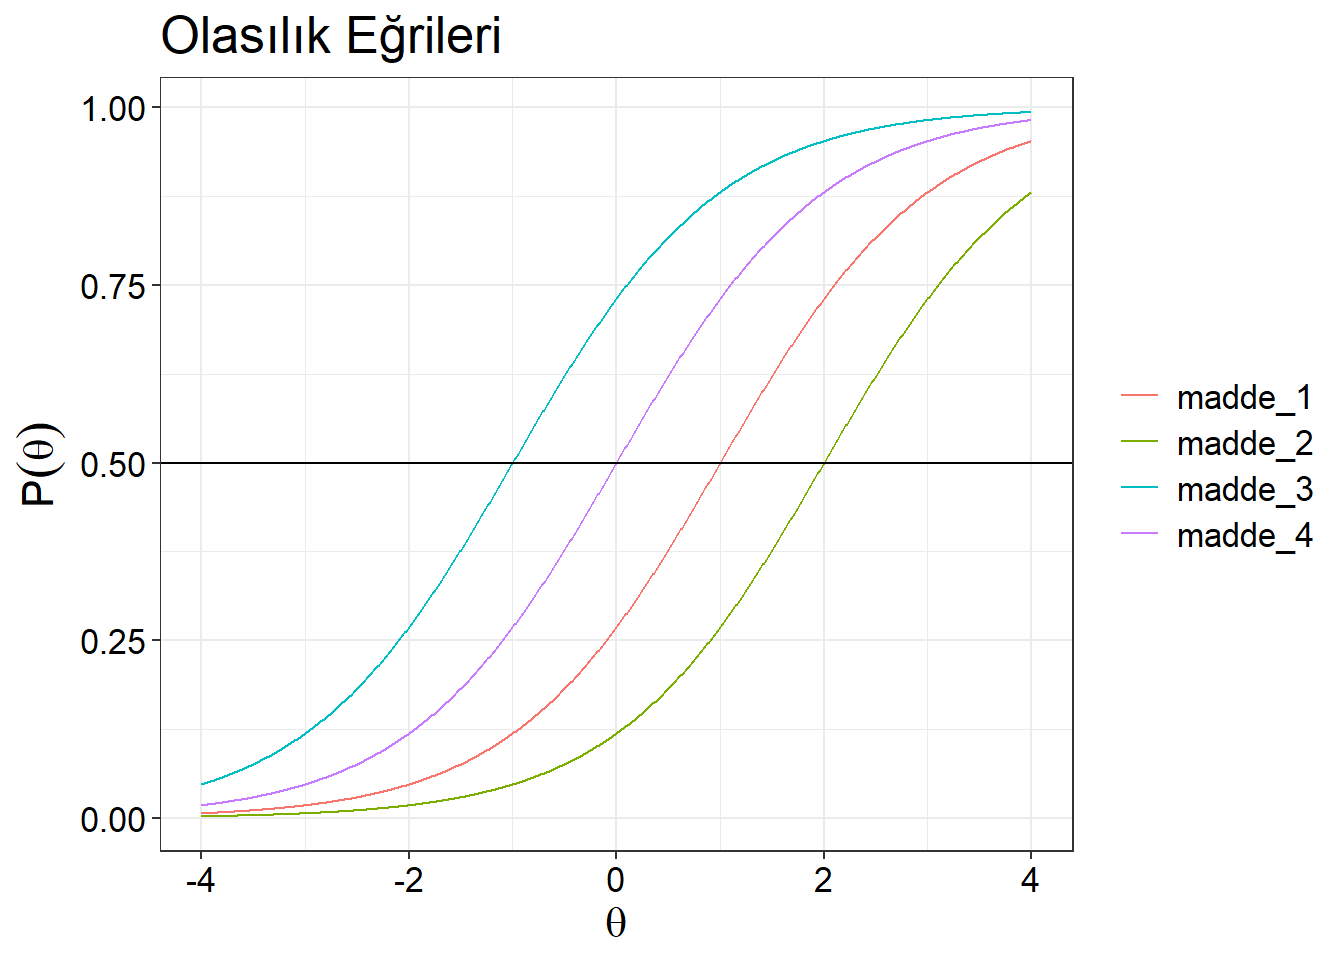 Olasılık Eğrileri
1.00
0.75
0.50
0.25
0.00
P(θ)
-4 -2 0 2 4
θ
madde_1
madde_2
madde_3
madde_4